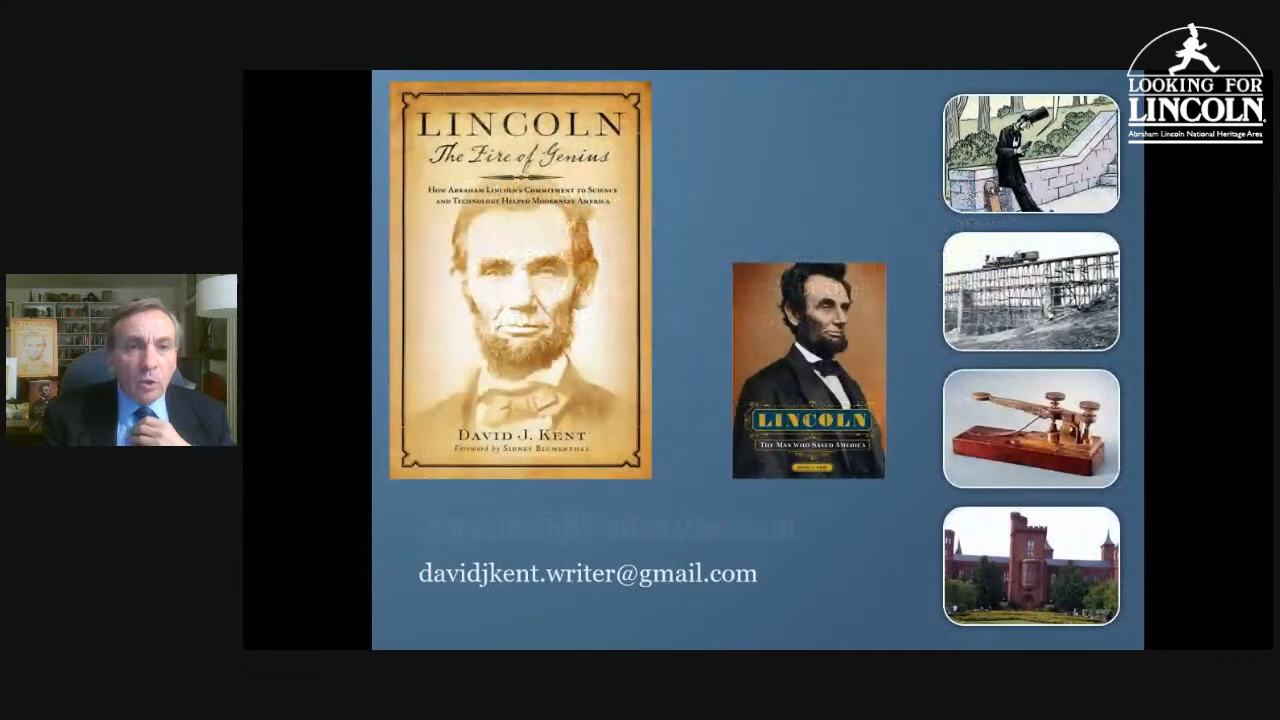 LINCOLN
The Fire of Genius
How Abraham Lincoln's Commitment to Science
and Technology Helped Modernize America
David J. Kent
Foreword by Sidney Blumenthal
LINCOLN
The Man Who Saved America
davidjkent.writer@gmail.com
LOOKING FOR
LINCOLN
Abraham Lincoln National Heritage Area
LINCOLN